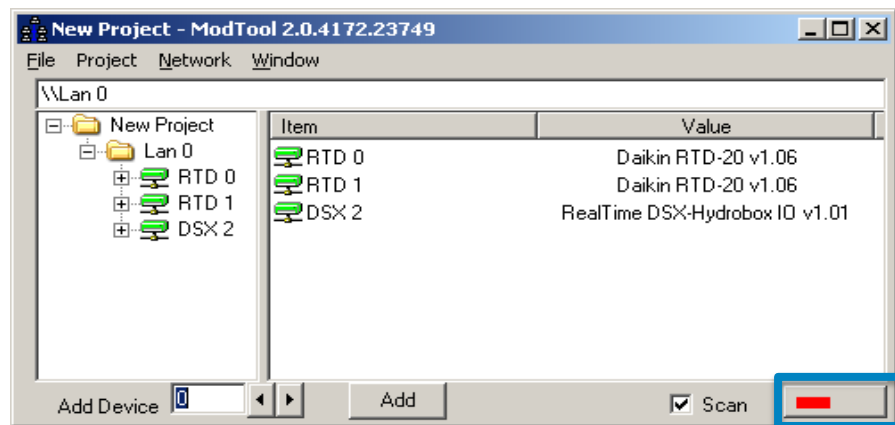 New Project - ModTool 2.0.4172.23749
File Project Network Window
\\Lan 0
New Project
Lan 0
RTD 0
RTD 1
DSX 2
Item Value
RTD 0 Daikin RTD-20 v1.06
RTD 1 Daikin RTD-20 v1.06
DSX 2 RealTime DSX-Hydrobox IO v1.01
Add Device 0 Add Scan